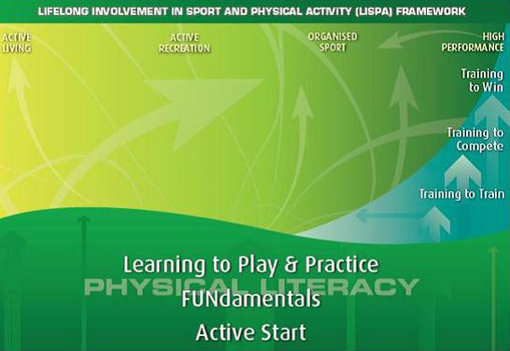 LIFELONG INVOLVEMENT IN SPORT AND PHYSICAL ACTIVITY (LISPA) FRAMEWORK
ACTIVE LIVING
ACTIVE RECREATION
ORGANISED SPORT
HIGH PERFORMANCE
Training to Win
Training to Compete
Training to Train
Learning to Play & Practice
PHYSICAL LITERACY
FUNdamentals
Active Start